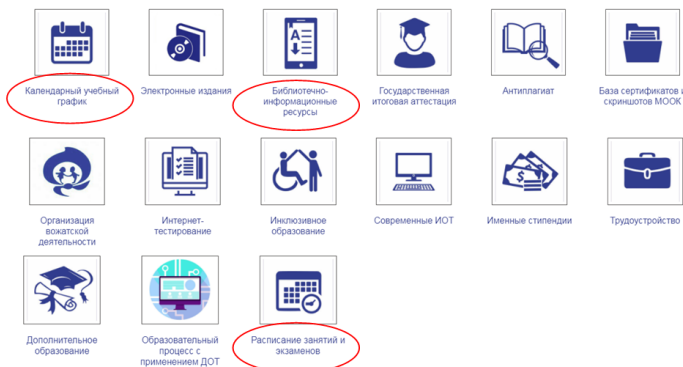 Календарный учебный
график
Электронные издания
Библиотечно-
информационные
ресурсы
Государственная
итоговая аттестация
Антиплагиат
База сертификатов и
скриншотов МООК
Организация
вожатской
деятельности
Интернет-
тестирование
Инклюзивное
образование
Современные ИОТ
Именные стипендии
Трудоустройство
Дополнительное
образование
Образовательный
процесс с
применением ДОТ
Расписание занятий и
экзаменов